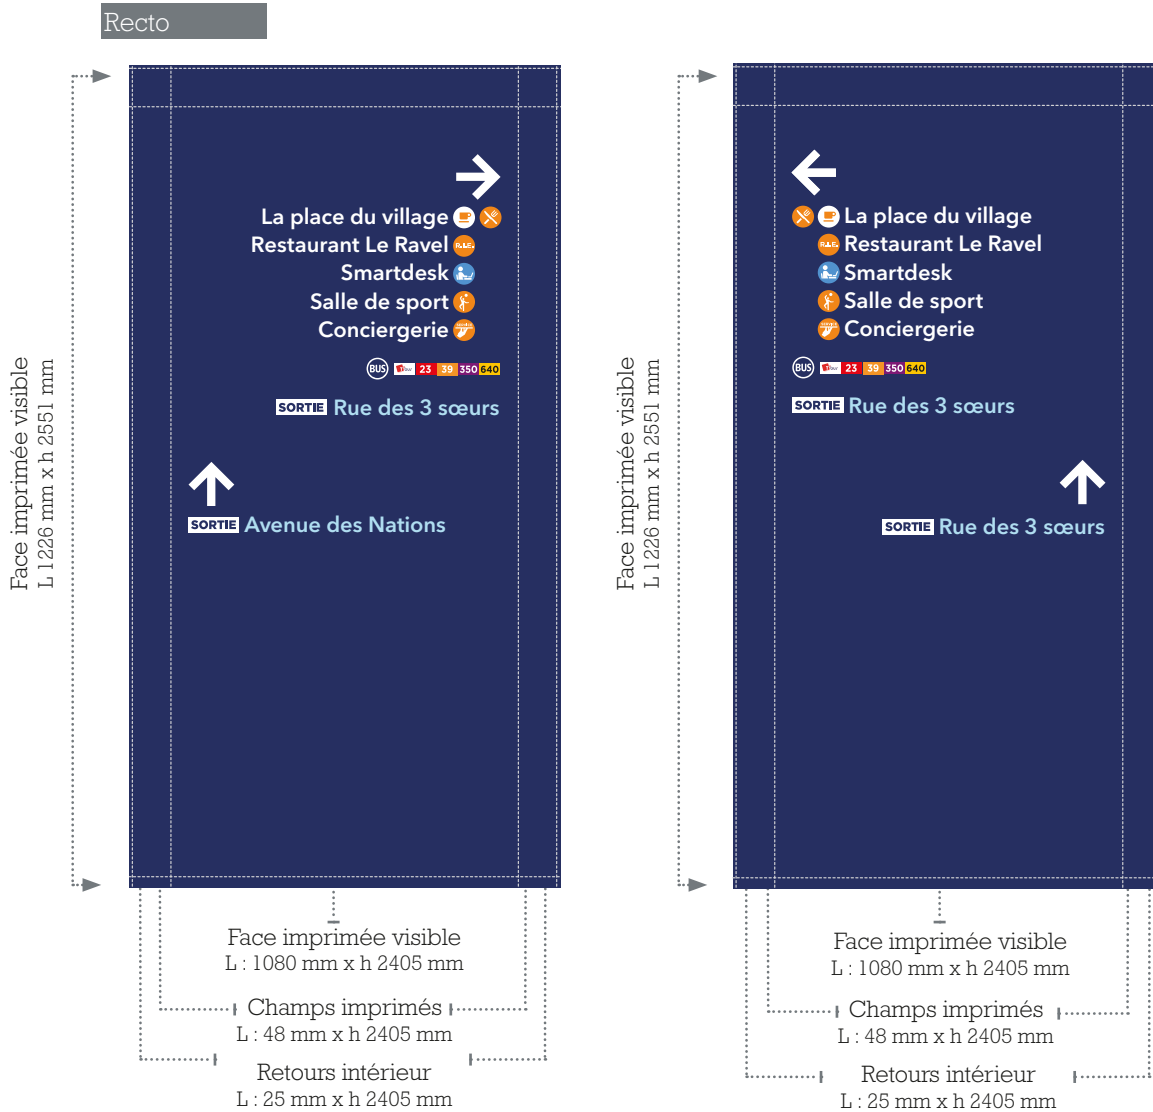 Recto
Face imprimée visible
L 1226 mm x h 2551 mm
La place du village
Restaurant Le Ravel
R.I.E.
Smartdesk
Salle de sport
Conciergerie
BUS 23 39 350 640
SORTIE Rue des 3 sœurs
SORTIE Avenue des Nations
Face imprimée visible
L : 1080 mm x h 2405 mm
Champs imprimés
L : 48 mm x h 2405 mm
Retours intérieur
L : 25 mm x h 2405 mm
Face imprimée visible
L 1226 mm x h 2551 mm
La place du village
R.I.E. Restaurant Le Ravel
Smartdesk
Salle de sport
Conciergerie
BUS 23 39 350 640
SORTIE Rue des 3 sœurs
SORTIE Rue des 3 sœurs
Face imprimée visible
L : 1080 mm x h 2405 mm
Champs imprimés
L : 48 mm x h 2405 mm
Retours intérieur
L : 25 mm x h 2405 mm